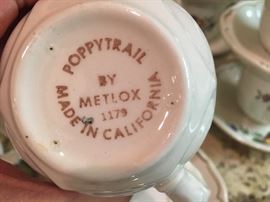 POPPYTRAIL
BY
METLOX
1179
MADE IN CALIFORNIA